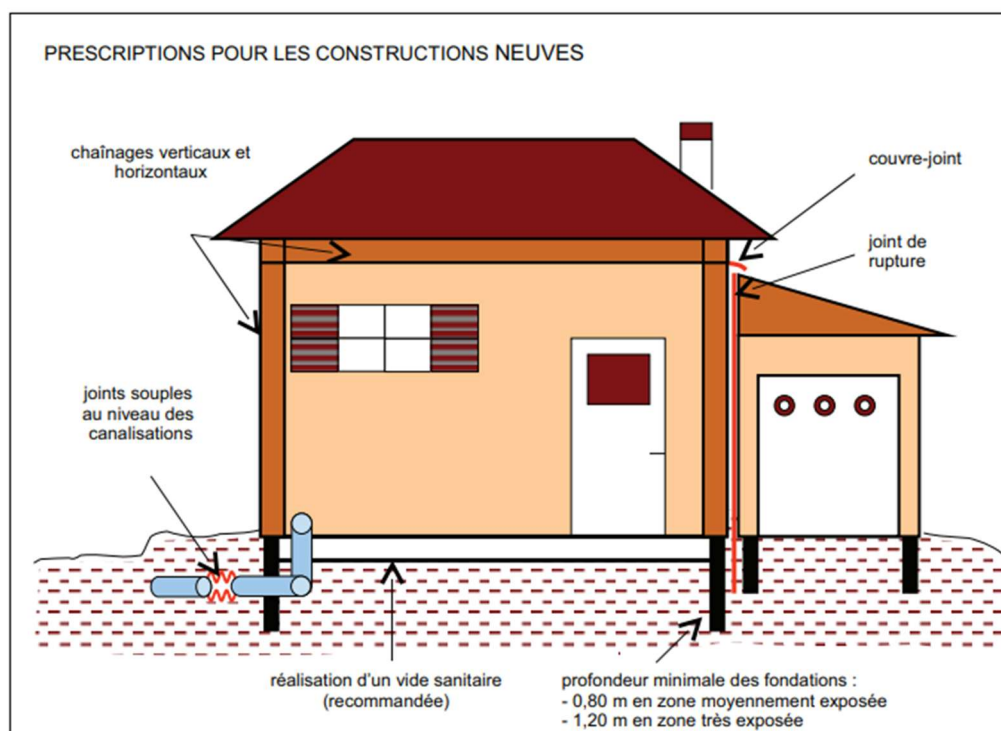 PRESCRIPTIONS POUR LES CONSTRUCTIONS NEUVES
chaînages verticaux et
horizontaux
couvre-joint
joint de
rupture
joints souples
au niveau des
canalisations
réalisation d'un vide sanitaire
(recommandée)
profondeur minimale des fondations :
- 0,80 m en zone moyennement exposée
- 1,20 m en zone très exposée